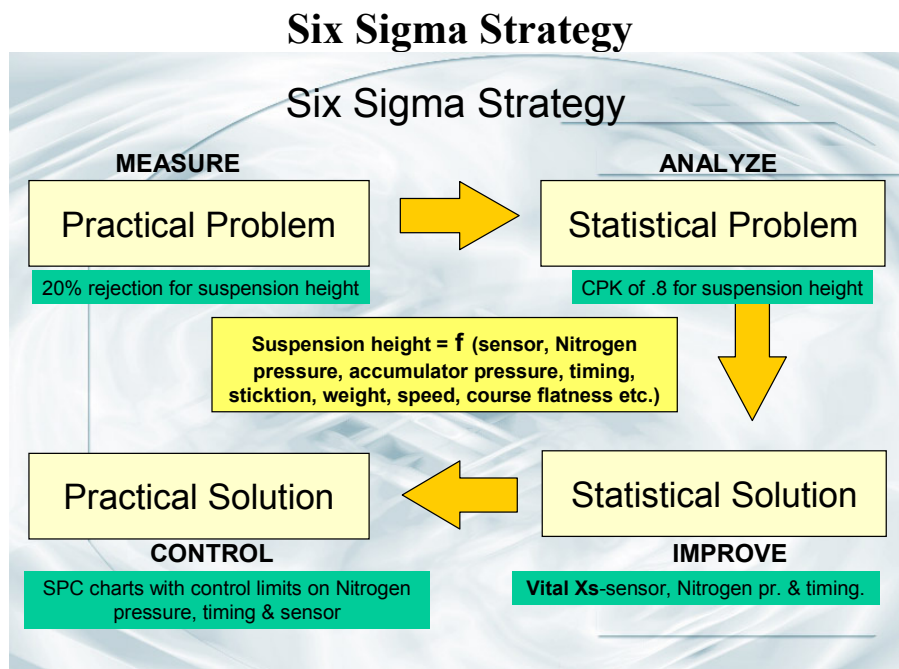 Six Sigma Strategy
Six Sigma Strategy
MEASURE
Practical Problem
20% rejection for suspension height
ANALYZE
Statistical Problem
CPK of .8 for suspension height
Suspension height = f (sensor, Nitrogen
pressure, accumulator pressure, timing,
sticktion, weight, speed, course flatness etc.)
Statistical Solution
IMPROVE
Vital Xs-sensor, Nitrogen pr. & timing.
Practical Solution
CONTROL
SPC charts with control limits on Nitrogen
pressure, timing & sensor